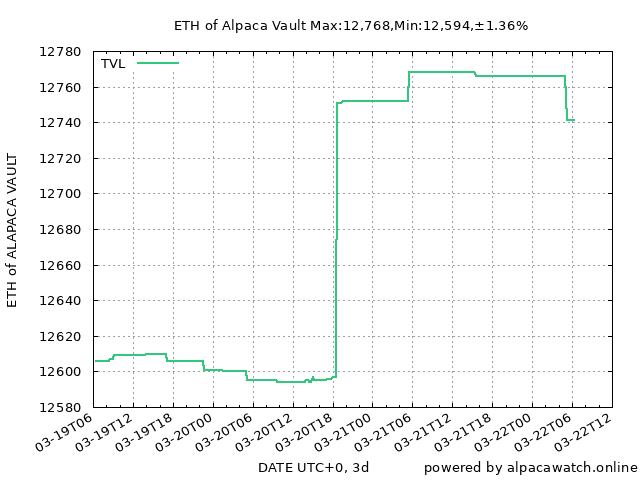 ETH of Alpaca Vault Max:12,768,Min:12,594,±1.36%
TVL
ETH of ALAPACA VAULT
12780
12760
12740
12720
12700
12680
12660
12640
12620
12600
12580
03-19T06
03-19T12
03-19T18
03-20T00
03-20T06
03-20T12
03-20T18
03-21T00
03-21T06
03-21T12
03-21T18
03-22T00
03-22T06
03-22T12
DATE UTC+0, 3d
powered by alpacawatch.online